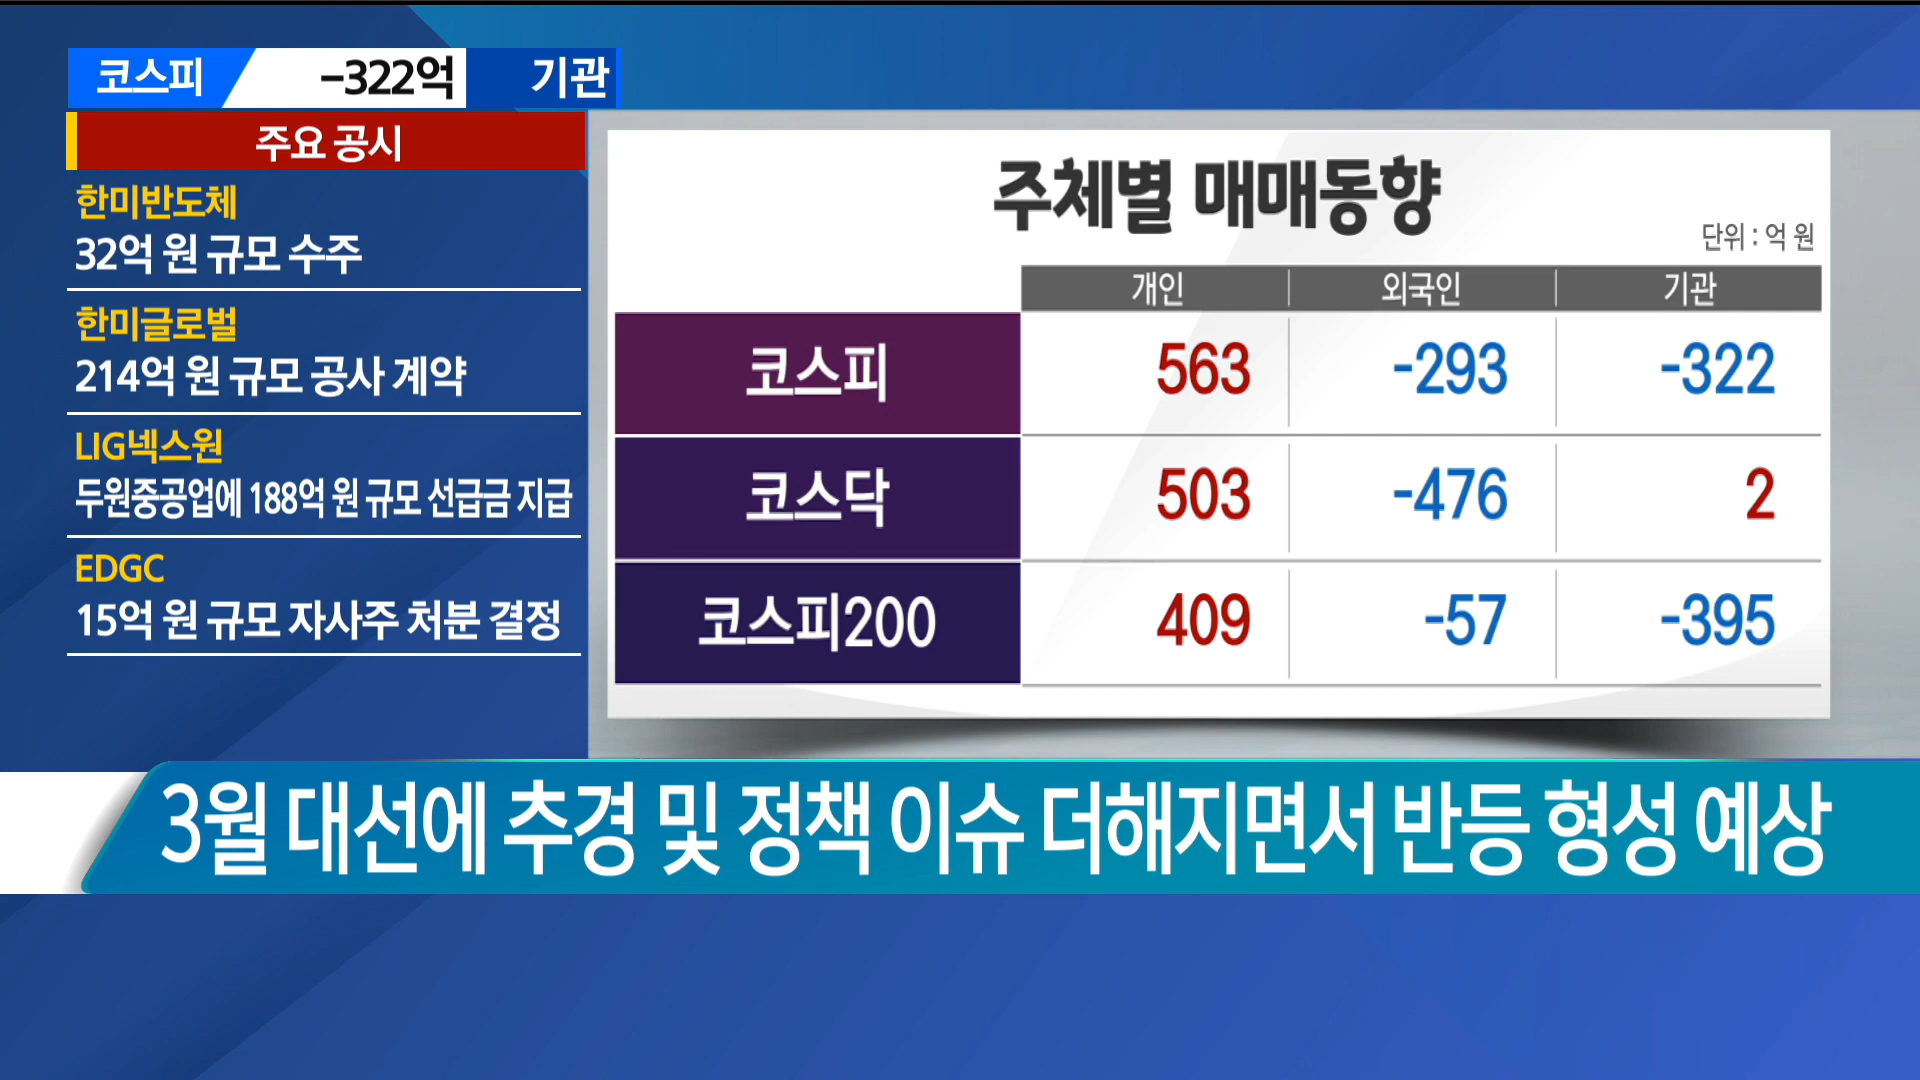 코스피 -322억 기관
주요 공시
한미반도체
32억 원 규모 수주
한미글로벌
214억 원 규모 공사 계약
LIG넥스원
두원중공업에 188억 원 규모 선급금 지급
EDGC
15억 원 규모 자사주 처분 결정
주체별 매매동향
단위 : 억 원
개인 외국인 기관
코스피 563 -293 -322
코스닥 503 -476 2
코스피200 409 -57 -395
3월 대선에 추경 및 정책 이슈 더해지면서 반등 형성 예상